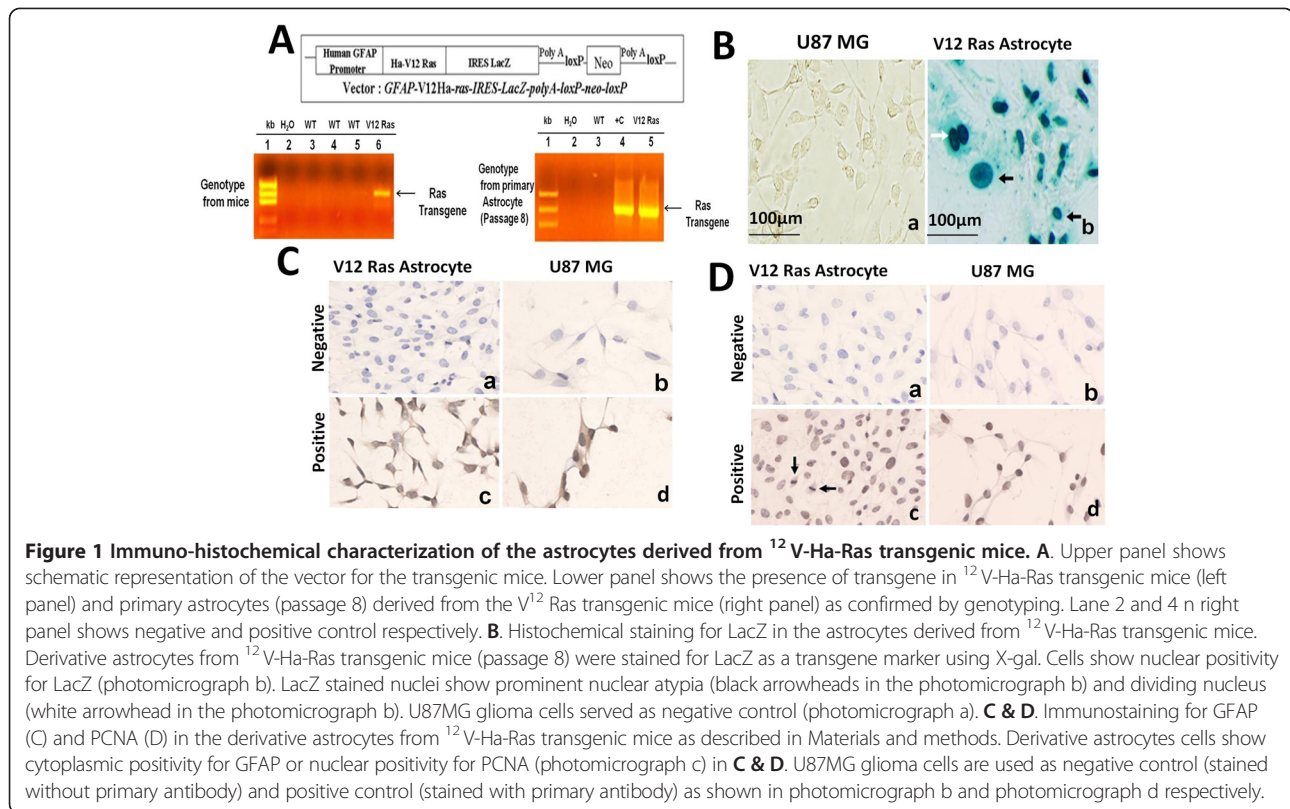 A
Human GFAP Promoter
Ha-V12 Ras
IRES LacZ
Poly A
loxP
Neo
Poly A
loxP
Vector : GFAP-V12Ha-ras-IRES-LacZ-polyA-loxP-neo-loxP
kb H₂O WT WT WT V12 Ras
1 2 3 4 5 6
Genotype
from mice
Ras
Transgene
kb H₂O WT +C V12 Ras
1 2 3 4 5
Genotype
from primary
Astrocyte
(Passage 8)
Ras
Transgene
B
U87 MG
V12 Ras Astrocyte
100µm
a
100µm
b
C
V12 Ras Astrocyte
U87 MG
Negative
a
b
Positive
c
d
D
V12 Ras Astrocyte
U87 MG
Negative
a
b
Positive
c
d
Figure 1 Immuno-histochemical characterization of the astrocytes derived from ¹² V-Ha-Ras transgenic mice. A. Upper panel shows
schematic representation of the vector for the transgenic mice. Lower panel shows the presence of transgene in ¹² V-Ha-Ras transgenic mice (left
panel) and primary astrocytes (passage 8) derived from the V¹² Ras transgenic mice (right panel) as confirmed by genotyping. Lane 2 and 4 n right
panel shows negative and positive control respectively. B. Histochemical staining for LacZ in the astrocytes derived from ¹² V-Ha-Ras transgenic mice.
Derivative astrocytes from ¹² V-Ha-Ras transgenic mice (passage 8) were stained for LacZ as a transgene marker using X-gal. Cells show nuclear positivity
for LacZ (photomicrograph b). LacZ stained nuclei show prominent nuclear atypia (black arrowheads in the photomicrograph b) and dividing nucleus
(white arrowhead in the photomicrograph b). U87MG glioma cells served as negative control (photomicrograph a). C & D. Immunostaining for GFAP
(C) and PCNA (D) in the derivative astrocytes from ¹² V-Ha-Ras transgenic mice as described in Materials and methods. Derivative astrocytes cells show
cytoplasmic positivity for GFAP or nuclear positivity for PCNA (photomicrograph c) in C & D. U87MG glioma cells are used as negative control (stained
without primary antibody) and positive control (stained with primary antibody) as shown in photomicrograph b and photomicrograph d respectively.